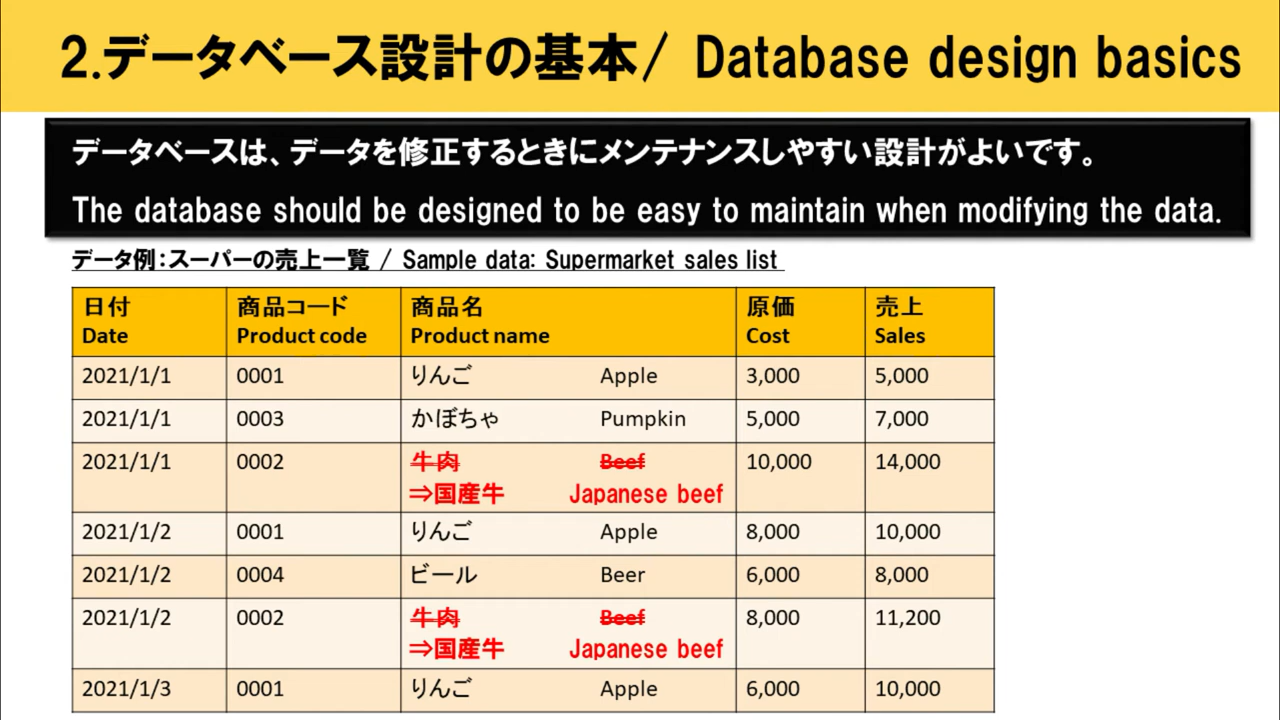 2.データベース設計の基本/ Database design basics
データベースは、データを修正するときにメンテナンスしやすい設計がよいです。
The database should be designed to be easy to maintain when modifying the data.
データ例：スーパーの売上一覧 / Sample data: Supermarket sales list
日付 商品コード 商品名 原価 売上
Date Product code Product name Cost Sales
2021/1/1 0001 りんご Apple 3,000 5,000
2021/1/1 0003 かぼちゃ Pumpkin 5,000 7,000
2021/1/1 0002 牛肉 Beef 10,000 14,000
⇒国産牛 Japanese beef
2021/1/2 0001 りんご Apple 8,000 10,000
2021/1/2 0004 ビール Beer 6,000 8,000
2021/1/2 0002 牛肉 Beef 8,000 11,200
⇒国産牛 Japanese beef
2021/1/3 0001 りんご Apple 6,000 10,000